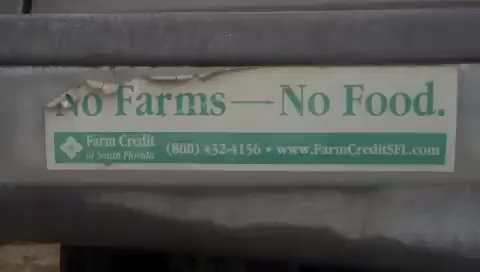 No Farms—No Food.
Farm Credit
of South Florida
(800) 432-4156 • www.FarmCreditSFL.com